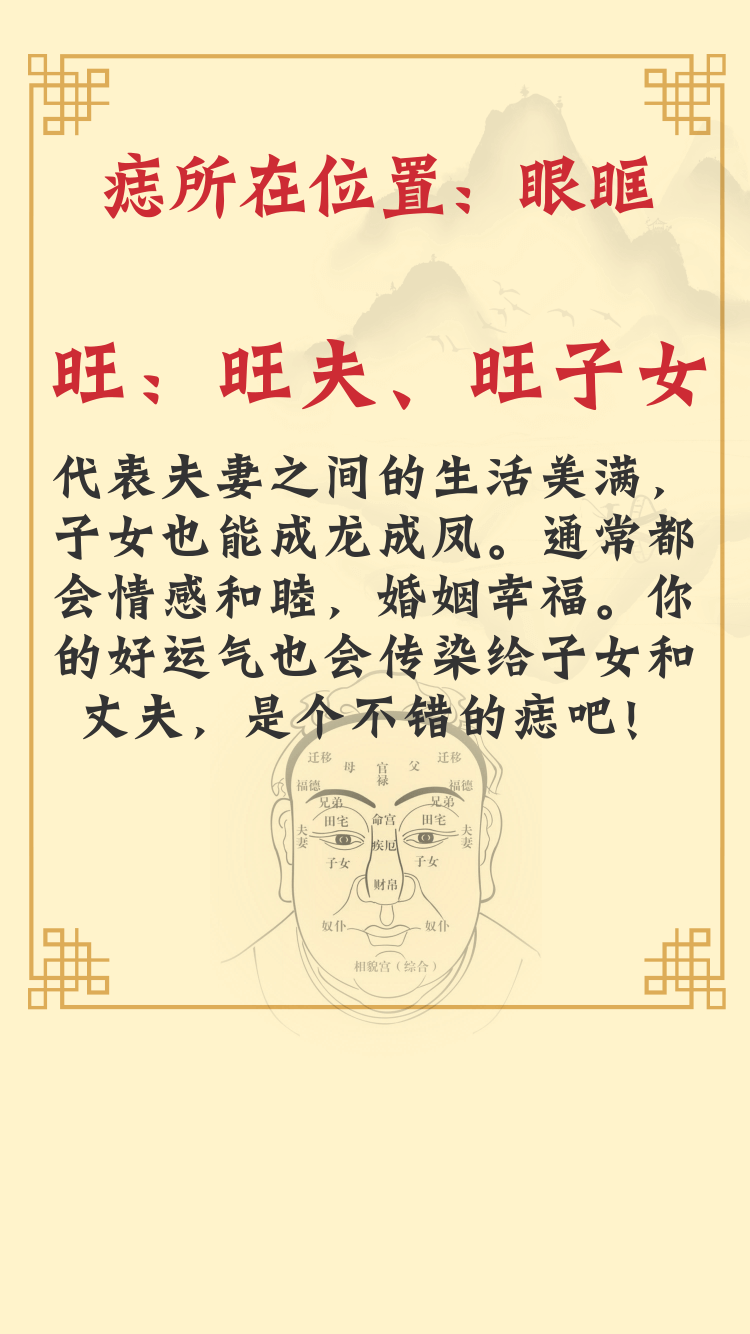 痣所在位置：眼眶
旺：旺夫、旺子女
代表夫妻之间的生活美满，
子女也能成龙成凤。通常都
会情感和睦，婚姻幸福。你
的好运气也会传染给子女和
丈夫，是个不错的痣吧！
迁移 母 官禄 父 迁移
福德 福德
兄弟 兄弟
田宅 命宫 田宅
夫妻 疾厄 夫妻
子女 子女
财帛
奴仆 奴仆
相貌宫（综合）